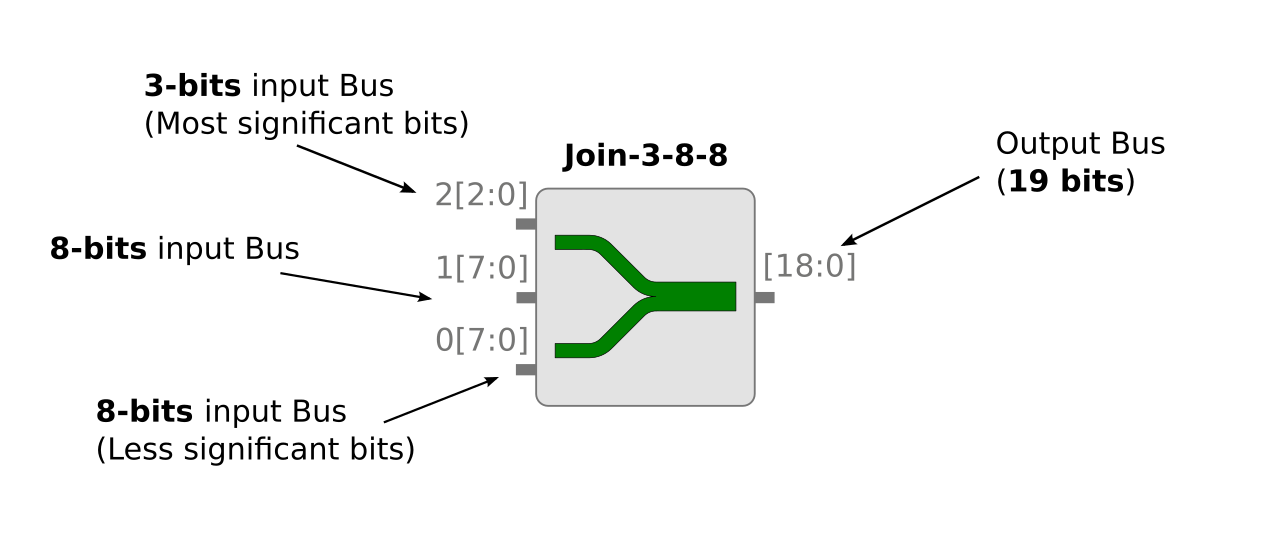 3-bits input Bus
(Most significant bits)
Join-3-8-8
Output Bus
(19 bits)
2[2:0]
8-bits input Bus
1[7:0]
[18:0]
0[7:0]
8-bits input Bus
(Less significant bits)